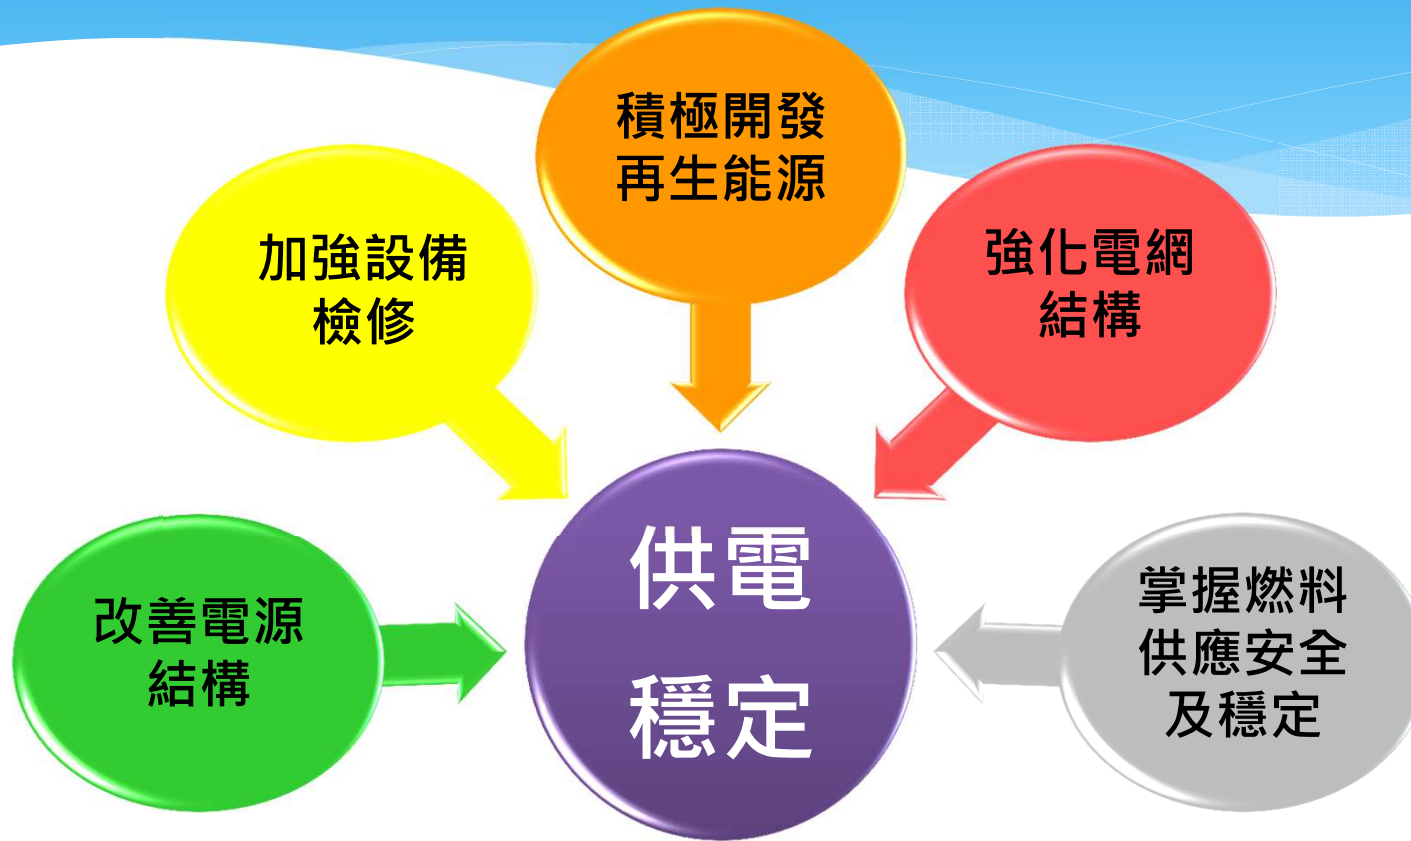 積極開發
再生能源
加強設備
檢修
強化電網
結構
改善電源
結構
供電
穩定
掌握燃料
供應安全
及穩定